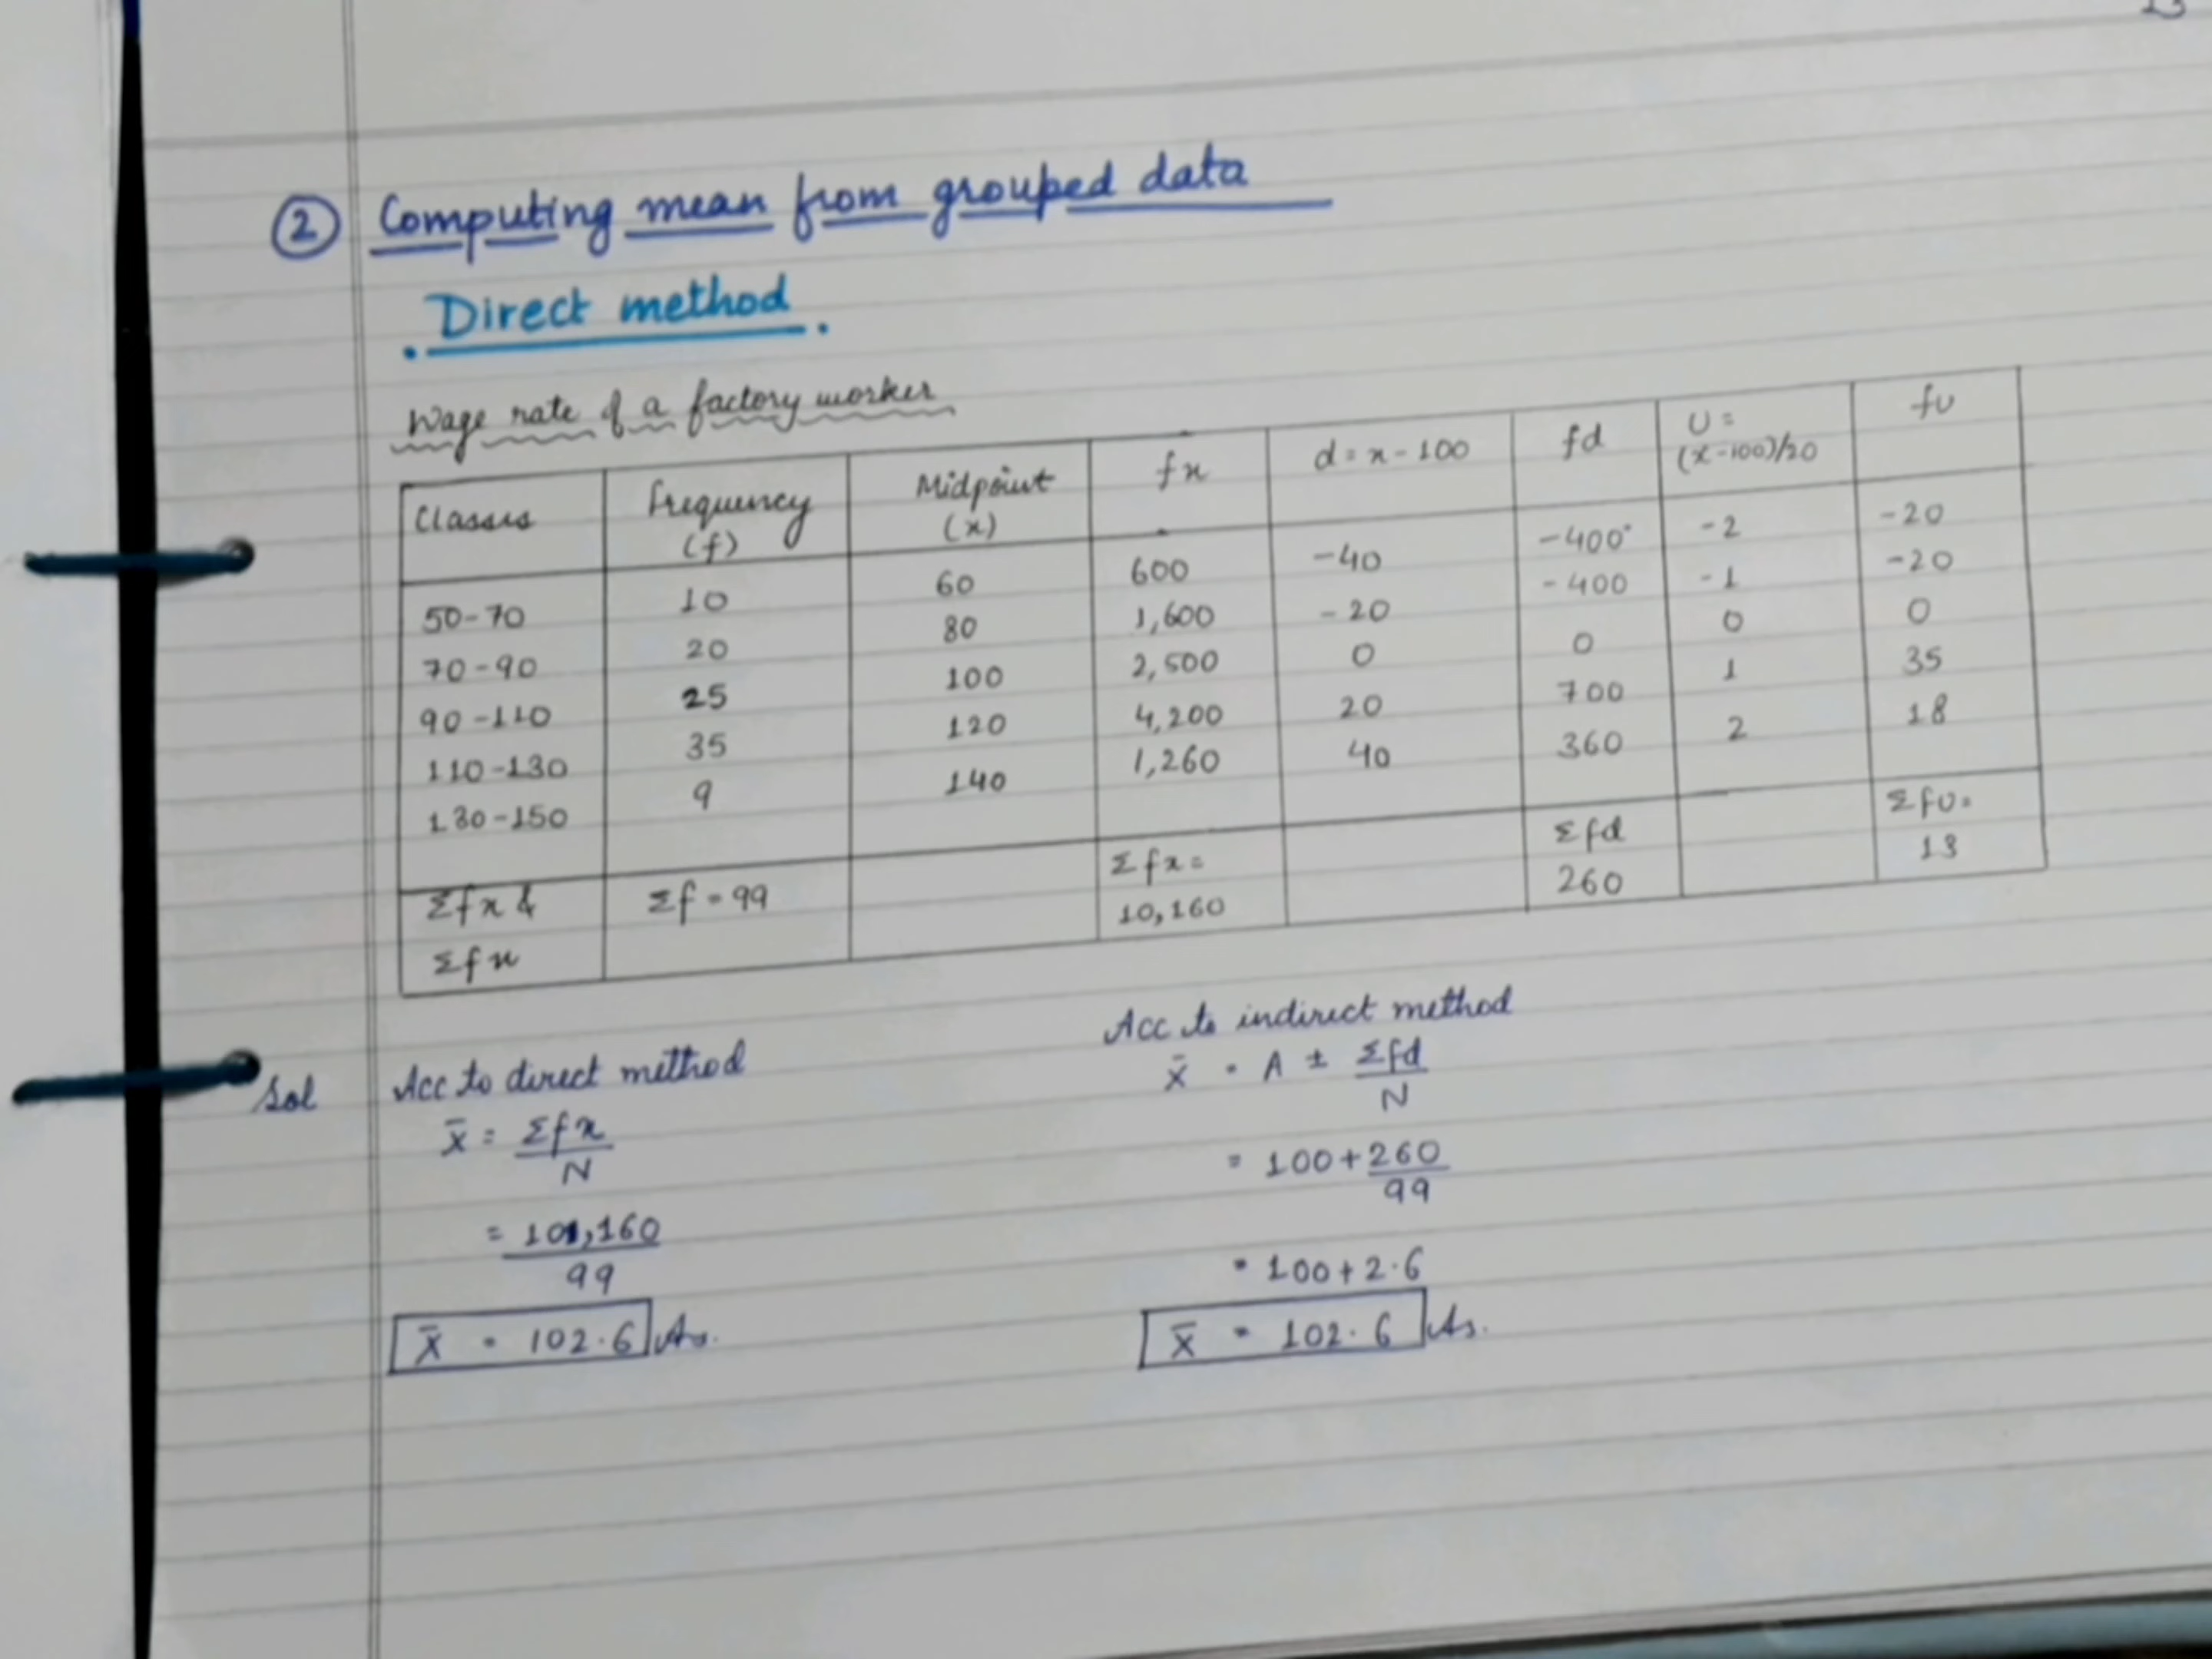 ② Computing mean from grouped data
Direct method
Wage rate of a factory worker
Classes Frequency (f) Midpoint (x) fx d = x - 100 fd U = (x-100)/20 fu
50-70 10 60 600 -40 -400 -2 -20
70-90 20 80 1,600 -20 -400 -1 -20
90-110 25 100 2,500 0 0 0 0
110-130 35 120 4,200 20 700 1 35
130-150 9 140 1,260 40 360 2 18
Σfx & Σf = 99 Σfx = Σfd Σfu =
Σfx 10,160 260 13
Sol Acc to direct method
x̄ = Σfx
N
= 101,160
99
x̄ = 102.6 Ans.
Acc to indirect method
x̄ = A ± Σfd
N
= 100 + 260
99
= 100 + 2.6
x̄ = 102.6 Ans.